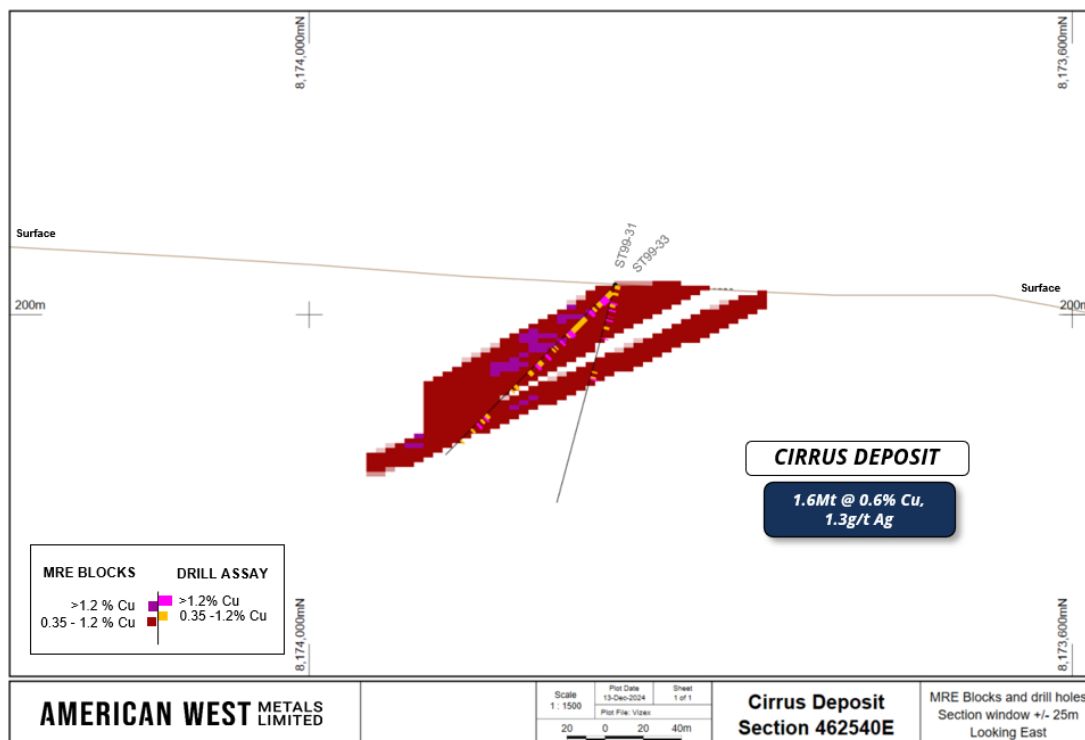 8,174,000mN
8,173,600mN
ST99-31
ST99-33
Surface
Surface
200m
200m
CIRRUS DEPOSIT
1.6Mt @ 0.6% Cu,
1.3g/t Ag
MRE BLOCKS
DRILL ASSAY
>1.2 % Cu
>1.2% Cu
0.35 - 1.2 % Cu
0.35 -1.2% Cu
8,174,000mN
8,173,600mN
AMERICAN WEST METALS LIMITED
Scale
1 : 1500
Plot Date
13-Dec-2024
Sheet
1 of 1
Plot File: Vizex
20 0 20 40m
Cirrus Deposit
Section 462540E
MRE Blocks and drill holes
Section window +/- 25m
Looking East